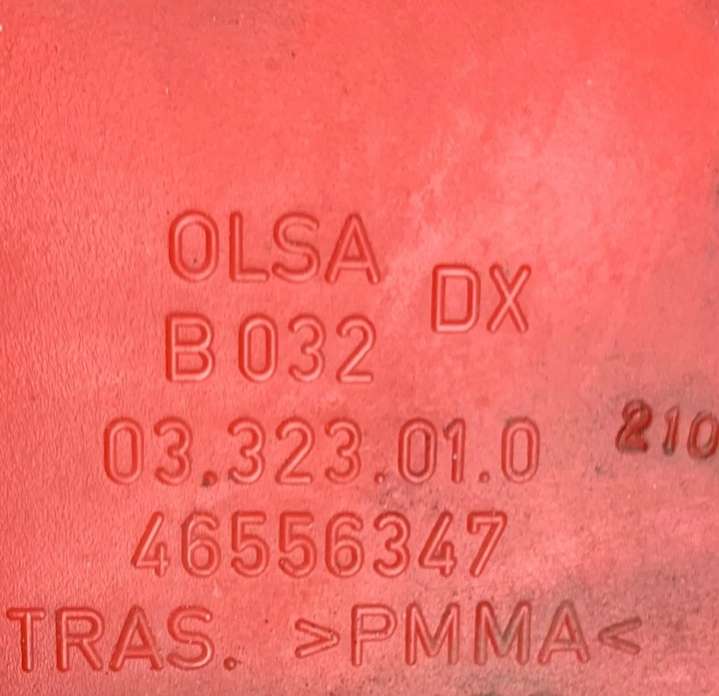 OLSA
DX
B 032
03.323.01.0
210
46556347
TRAS. >PMMA<